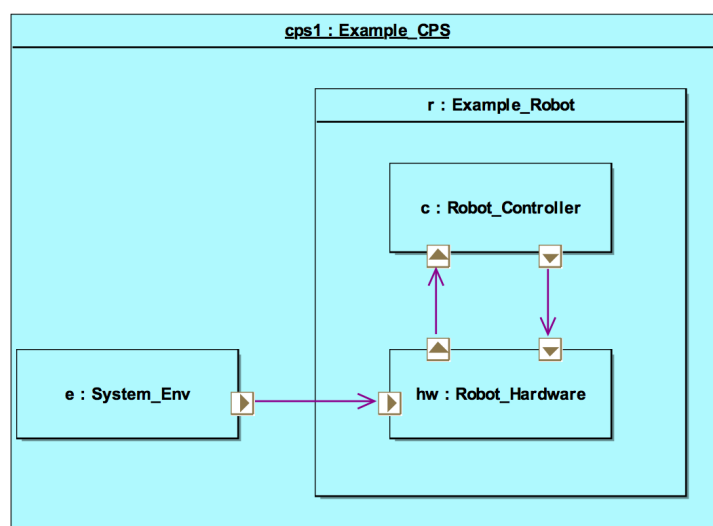 cps1 : Example_CPS
r : Example_Robot
c : Robot_Controller
e : System_Env
hw : Robot_Hardware